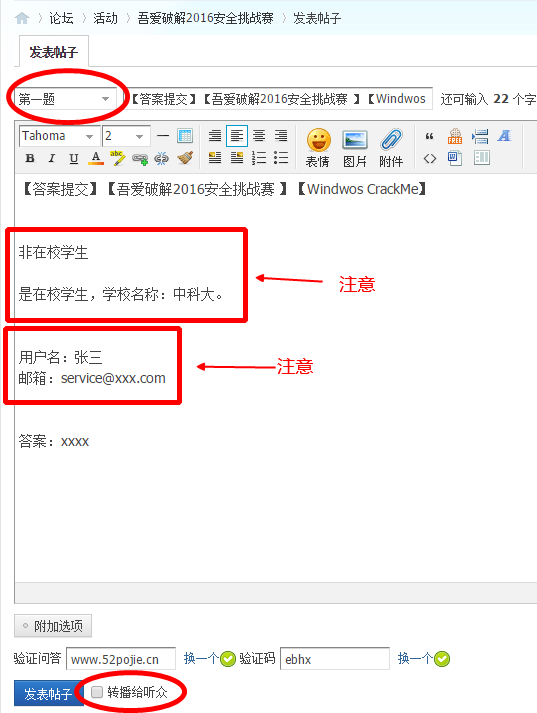 论坛 › 活动 › 吾爱破解2016安全挑战赛 › 发表帖子
发表帖子
第一题 【答案提交】【吾爱破解2016安全挑战赛 】【Windwos 还可输入 22 个字
Tahoma 2
B I U A abc 表情 图片 附件 “ A
<> W
【答案提交】【吾爱破解2016安全挑战赛 】【Windwos CrackMe】
非在校学生
注意
是在校学生，学校名称：中科大。
用户名：张三
注意
邮箱：service@xxx.com
答案：xxxx
附加选项
验证问答 www.52pojie.cn 换一个 验证码 ebhx 换一个
发表帖子 转播给听众